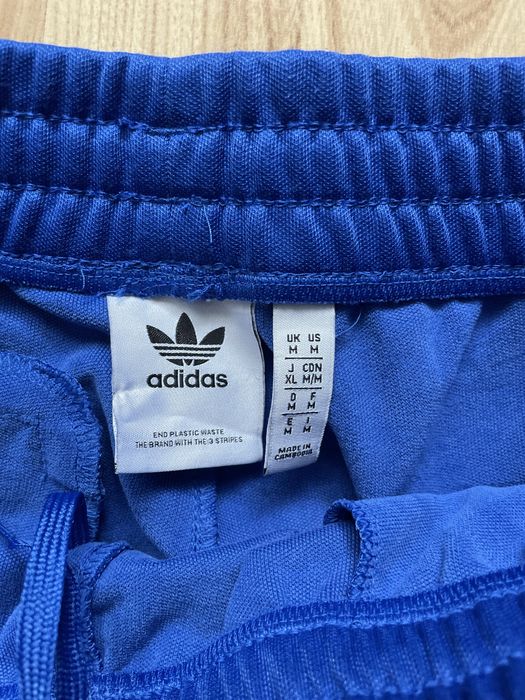 adidas
END PLASTIC WASTE
THE BRAND WITH THE 3 STRIPES
UK US
M M
J CDN
XL M/M
D F
M M
E I
M M
MADE IN
CAMBODIA